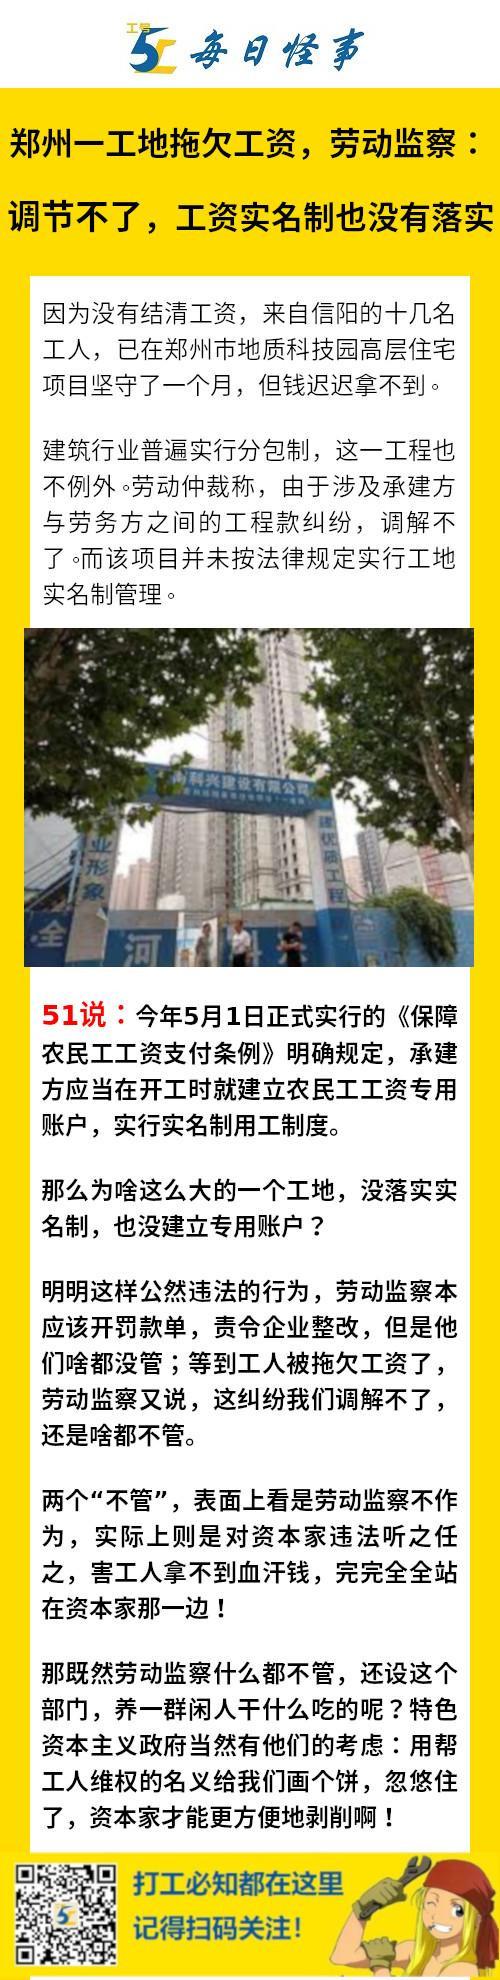 工号
51 每日怪事
郑州一工地拖欠工资，劳动监察：
调节不了，工资实名制也没有落实
因为没有结清工资，来自信阳的十几名
工人，已在郑州市地质科技园高层住宅
项目坚守了一个月，但钱迟迟拿不到。
建筑行业普遍实行分包制，这一工程也
不例外。劳动仲裁称，由于涉及承建方
与劳务方之间的工程款纠纷，调解不
了。而该项目并未按法律规定实行工地
实名制管理。
南科兴建设有限公司
业形象
建优质工程
全
河
51说：今年5月1日正式实行的《保障
农民工工资支付条例》明确规定，承建
方应当在开工时就建立农民工工资专用
账户，实行实名制用工制度。
那么为啥这么大的一个工地，没落实实
名制，也没建立专用账户？
明明这样公然违法的行为，劳动监察本
应该开罚款单，责令企业整改，但是他
们啥都没管；等到工人被拖欠工资了，
劳动监察又说，这纠纷我们调解不了，
还是啥都不管。
两个“不管”，表面上看是劳动监察不作
为，实际上则是对资本家违法听之任
之，害工人拿不到血汗钱，完完全全站
在资本家那一边！
那既然劳动监察什么都不管，还设这个
部门，养一群闲人干什么吃的呢？特色
资本主义政府当然有他们的考虑：用帮
工人维权的名义给我们画个饼，忽悠住
了，资本家才能更方便地剥削啊！
打工必知都在这里
记得扫码关注！